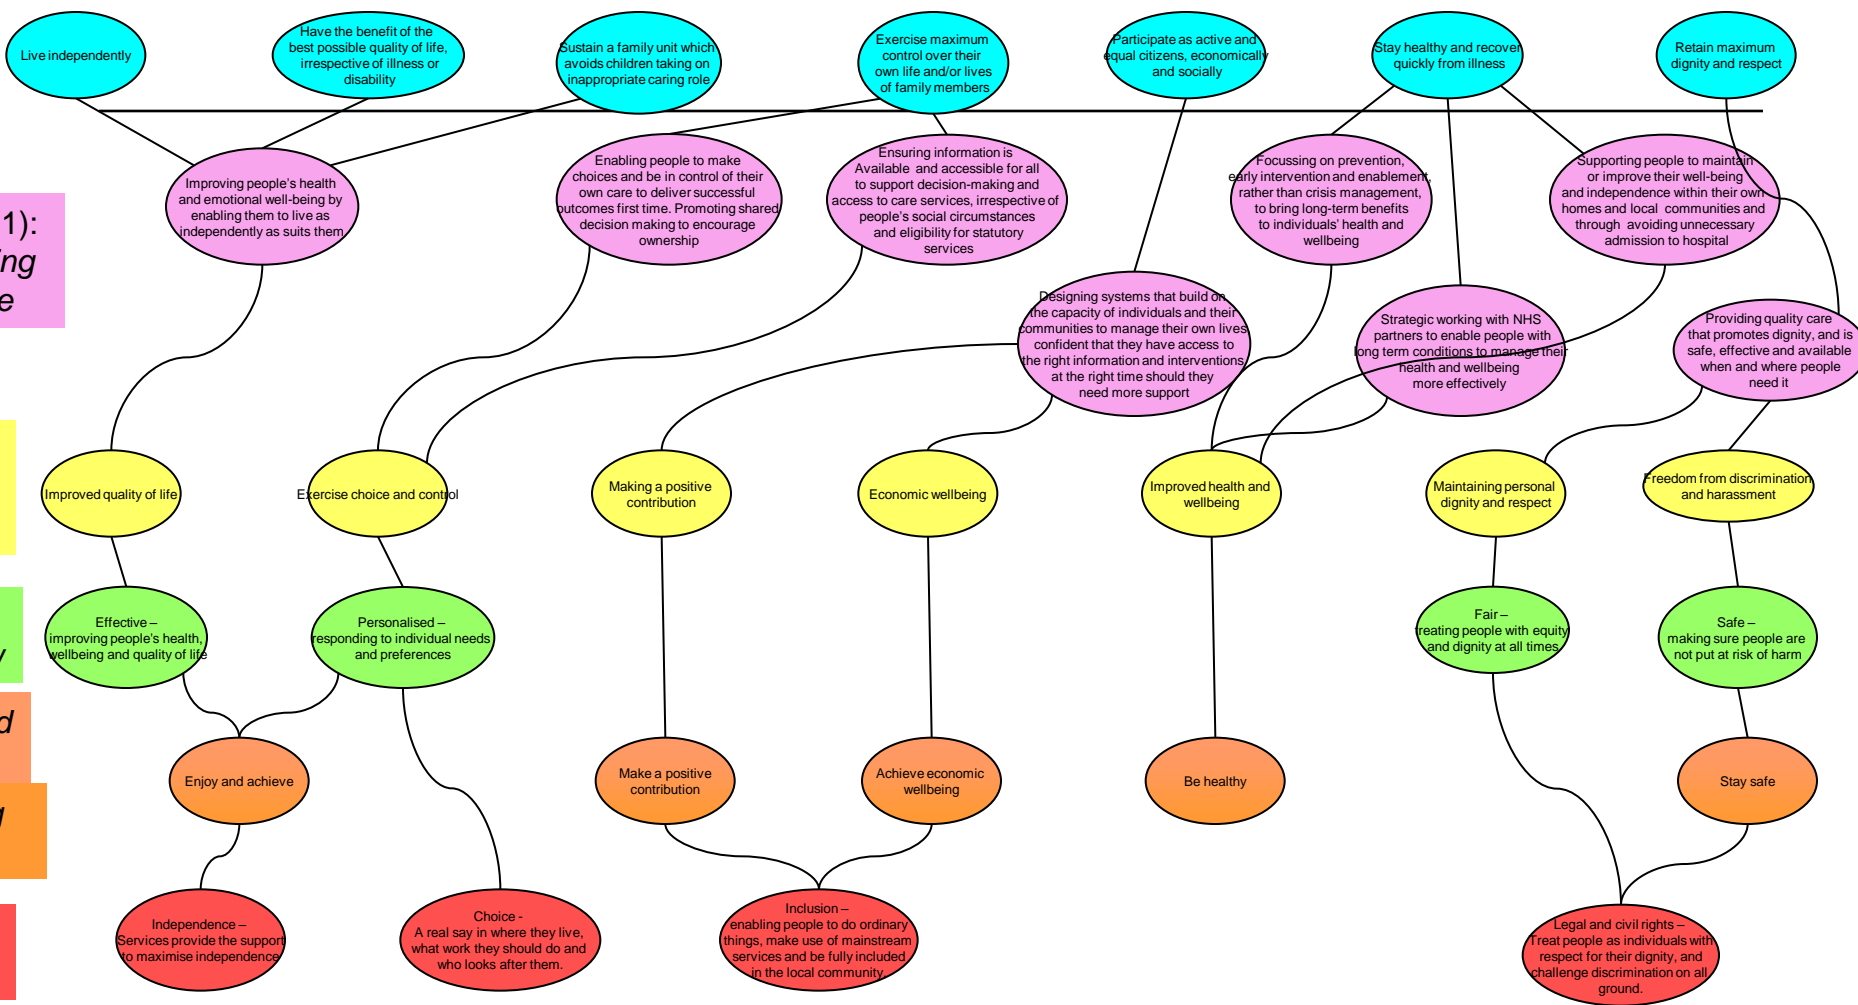 Live independently
Have the benefit of the
best possible quality of life,
irrespective of illness or
disability
Sustain a family unit which
avoids children taking on
inappropriate caring role
Exercise maximum
control over their
own life and/or lives
of family members
Participate as active and
equal citizens, economically
and socially
Stay healthy and recover
quickly from illness
Retain maximum
dignity and respect
1):
ing
e
Improving people's health
and emotional well-being by
enabling them to live as
independently as suits them
Enabling people to make
choices and be in control of their
own care to deliver successful
outcomes first time. Promoting shared
decision making to encourage
ownership
Ensuring information is
Available and accessible for all
to support decision-making and
access to care services, irrespective of
people's social circumstances
and eligibility for statutory
services
Focussing on prevention,
early intervention and enablement,
rather than crisis management,
to bring long-term benefits
to individuals' health and
wellbeing
Supporting people to maintain
or improve their well-being
and independence within their own
homes and local communities and
through avoiding unnecessary
admission to hospital
Designing systems that build on
the capacity of individuals and their
communities to manage their own lives
confident that they have access to
the right information and interventions
at the right time should they
need more support
Strategic working with NHS
partners to enable people with
long term conditions to manage their
health and wellbeing
more effectively
Providing quality care
that promotes dignity, and is
safe, effective and available
when and where people
need it
Improved quality of life
Exercise choice and control
Making a positive
contribution
Economic wellbeing
Improved health and
wellbeing
Maintaining personal
dignity and respect
Freedom from discrimination
and harassment
y
Effective –
improving people's health,
wellbeing and quality of life
Personalised –
responding to individual needs
and preferences
Fair –
treating people with equity
and dignity at all times
Safe –
making sure people are
not put at risk of harm
d
g
Enjoy and achieve
Make a positive
contribution
Achieve economic
wellbeing
Be healthy
Stay safe
Independence –
Services provide the support
to maximise independence
Choice -
A real say in where they live,
what work they should do and
who looks after them.
Inclusion –
enabling people to do ordinary
things, make use of mainstream
services and be fully included
in the local community.
Legal and civil rights –
Treat people as individuals with
respect for their dignity, and
challenge discrimination on all
ground.